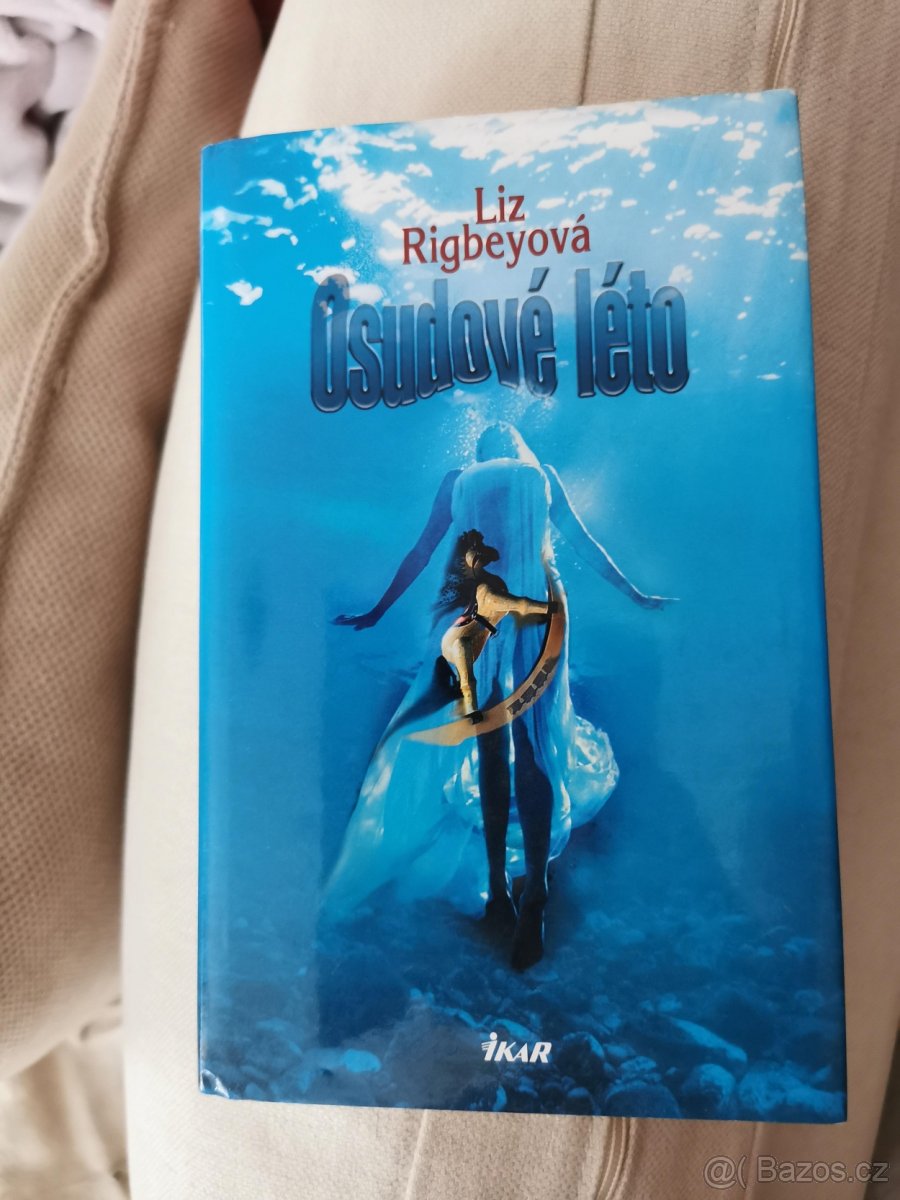 Liz
Rigbeyová
Osudové léto
iKAR
@( Bazos.cz